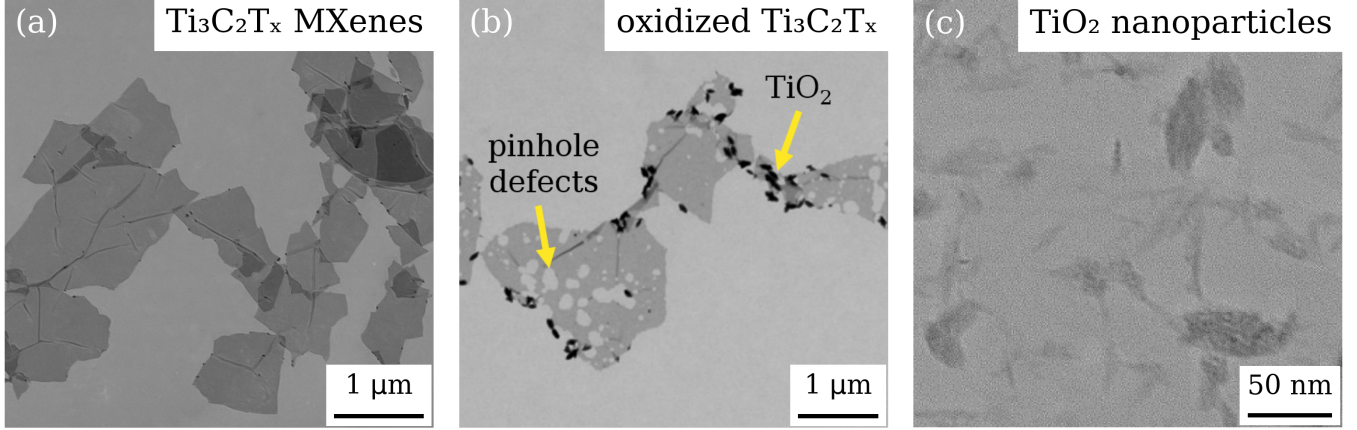 (a) Ti₃C₂Tₓ MXenes
1 μm
(b) oxidized Ti₃C₂Tₓ
TiO₂
pinhole
defects
1 μm
(c) TiO₂ nanoparticles
50 nm